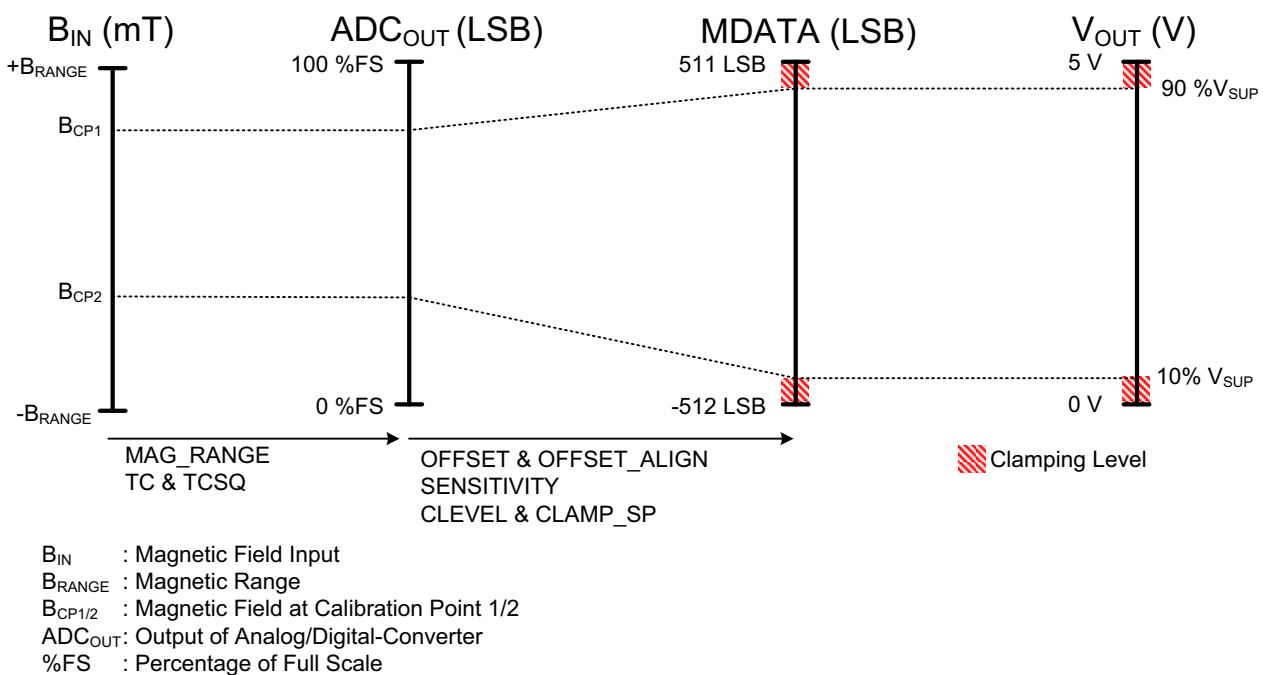 B_IN (mT) ADC_OUT (LSB) MDATA (LSB) V_OUT (V)
+B_RANGE 100 %FS 511 LSB 5 V
90 %V_SUP
B_CP1
B_CP2
10% V_SUP
-B_RANGE 0 %FS -512 LSB 0 V
MAG_RANGE
TC & TCSQ
OFFSET & OFFSET_ALIGN
SENSITIVITY
CLEVEL & CLAMP_SP
Clamping Level
B_IN : Magnetic Field Input
B_RANGE : Magnetic Range
B_CP1/2 : Magnetic Field at Calibration Point 1/2
ADC_OUT: Output of Analog/Digital-Converter
%FS : Percentage of Full Scale